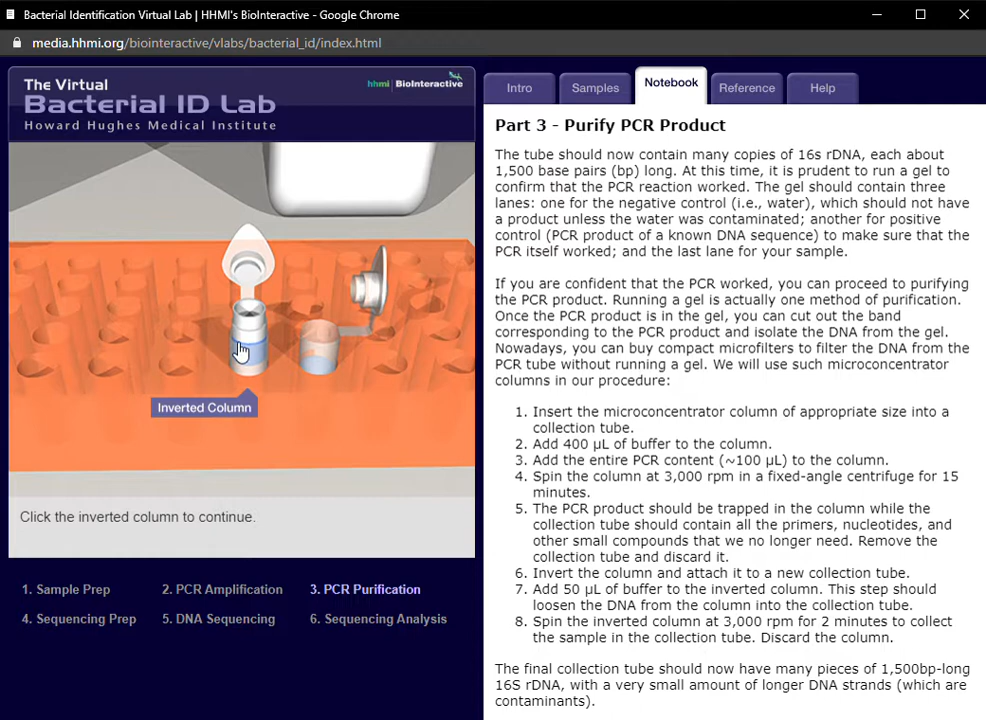 Bacterial Identification Virtual Lab | HHMI's BioInteractive - Google Chrome
media.hhmi.org/biointeractive/vlabs/bacterial_id/index.html
The Virtual
Bacterial ID Lab
Howard Hughes Medical Institute
hhmi | BioInteractive
Intro
Samples
Notebook
Reference
Help
Inverted Column
Click the inverted column to continue.
1. Sample Prep
2. PCR Amplification
3. PCR Purification
4. Sequencing Prep
5. DNA Sequencing
6. Sequencing Analysis
Part 3 - Purify PCR Product
The tube should now contain many copies of 16s rDNA, each about
1,500 base pairs (bp) long. At this time, it is prudent to run a gel to
confirm that the PCR reaction worked. The gel should contain three
lanes: one for the negative control (i.e., water), which should not have
a product unless the water was contaminated; another for positive
control (PCR product of a known DNA sequence) to make sure that the
PCR itself worked; and the last lane for your sample.
If you are confident that the PCR worked, you can proceed to purifying
the PCR product. Running a gel is actually one method of purification.
Once the PCR product is in the gel, you can cut out the band
corresponding to the PCR product and isolate the DNA from the gel.
Nowadays, you can buy compact microfilters to filter the DNA from the
PCR tube without running a gel. We will use such microconcentrator
columns in our procedure:
1. Insert the microconcentrator column of appropriate size into a
collection tube.
2. Add 400 µL of buffer to the column.
3. Add the entire PCR content (~100 µL) to the column.
4. Spin the column at 3,000 rpm in a fixed-angle centrifuge for 15
minutes.
5. The PCR product should be trapped in the column while the
collection tube should contain all the primers, nucleotides, and
other small compounds that we no longer need. Remove the
collection tube and discard it.
6. Invert the column and attach it to a new collection tube.
7. Add 50 µL of buffer to the inverted column. This step should
loosen the DNA from the column into the collection tube.
8. Spin the inverted column at 3,000 rpm for 2 minutes to collect
the sample in the collection tube. Discard the column.
The final collection tube should now have many pieces of 1,500bp-long
16S rDNA, with a very small amount of longer DNA strands (which are
contaminants).